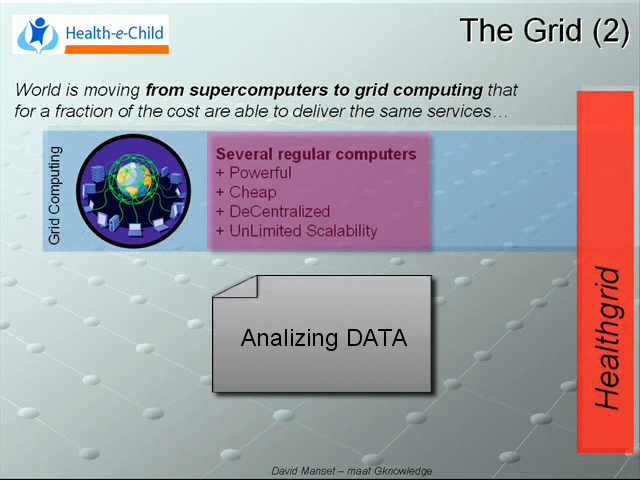 Health-e-Child
The Grid (2)
World is moving from supercomputers to grid computing that
for a fraction of the cost are able to deliver the same services…
Grid Computing
Several regular computers
+ Powerful
+ Cheap
+ DeCentralized
+ UnLimited Scalability
Healthgrid
Analizing DATA
David Manset – maat Gknowledge